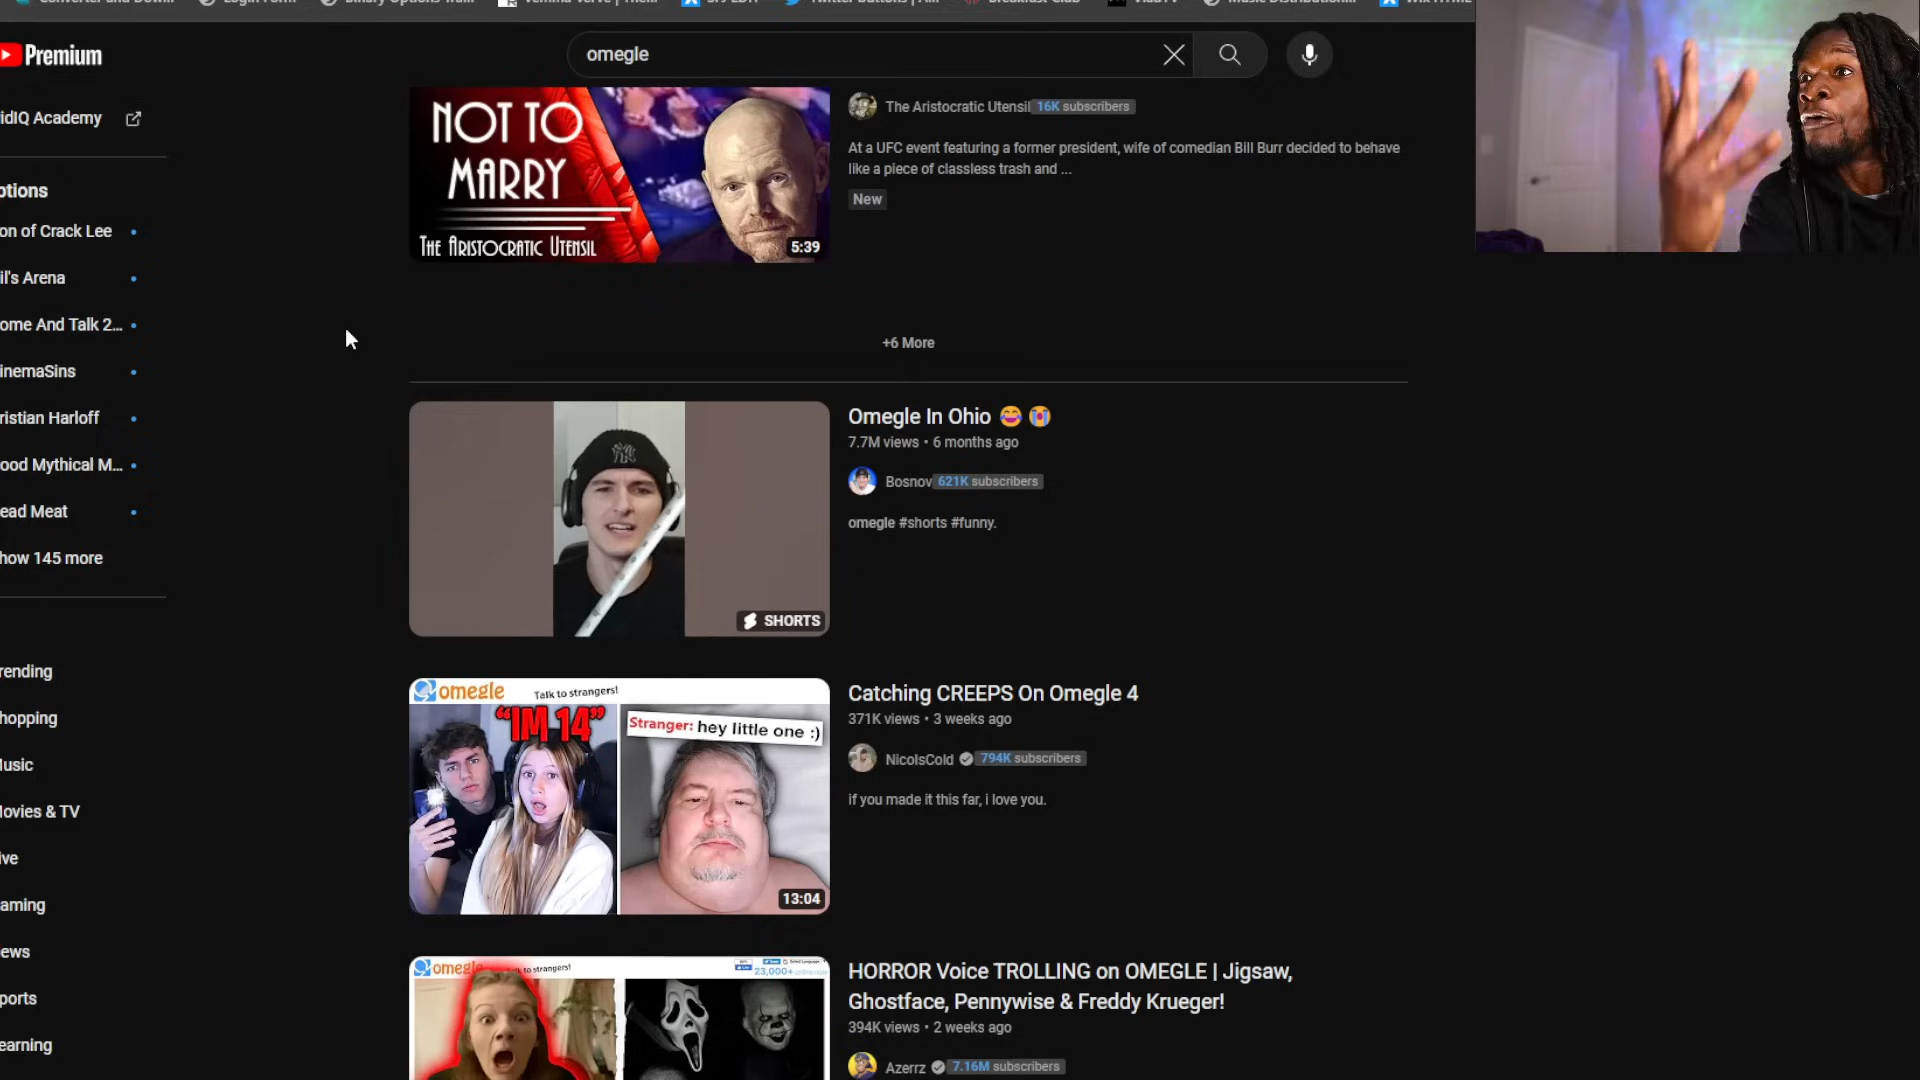 Premium
omegle
idIQ Academy
ptions
on of Crack Lee
il's Arena
ome And Talk 2...
inemaSins
ristian Harloff
ood Mythical M...
ead Meat
how 145 more
rending
hopping
usic
ovies & TV
ive
aming
ews
ports
earning
NOT TO
MARRY
THE ARISTOCRATIC UTENSIL
5:39
The Aristocratic Utensil 16K subscribers
At a UFC event featuring a former president, wife of comedian Bill Burr decided to behave
like a piece of classless trash and ...
New
+6 More
SHORTS
Omegle In Ohio 😂 😭
7.7M views • 6 months ago
Bosnov 621K subscribers
omegle #shorts #funny.
omegle Talk to strangers!
"IM 14"
Stranger: hey little one :)
13:04
Catching CREEPS On Omegle 4
371K views • 3 weeks ago
NicolsCold 794K subscribers
if you made it this far, i love you.
omegle to strangers!
23,000+
HORROR Voice TROLLING on OMEGLE | Jigsaw,
Ghostface, Pennywise & Freddy Krueger!
394K views • 2 weeks ago
Azerrz 7.16M subscribers